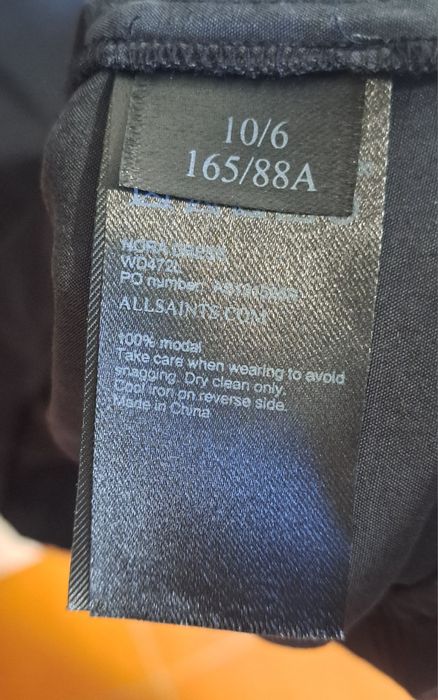 10/6
165/88A
NORA DRESS
WD472L
PO number:
ALLSAINTS.COM
100% modal
Take care when wearing to avoid
snagging. Dry clean only.
Cool iron on reverse side.
Made in China